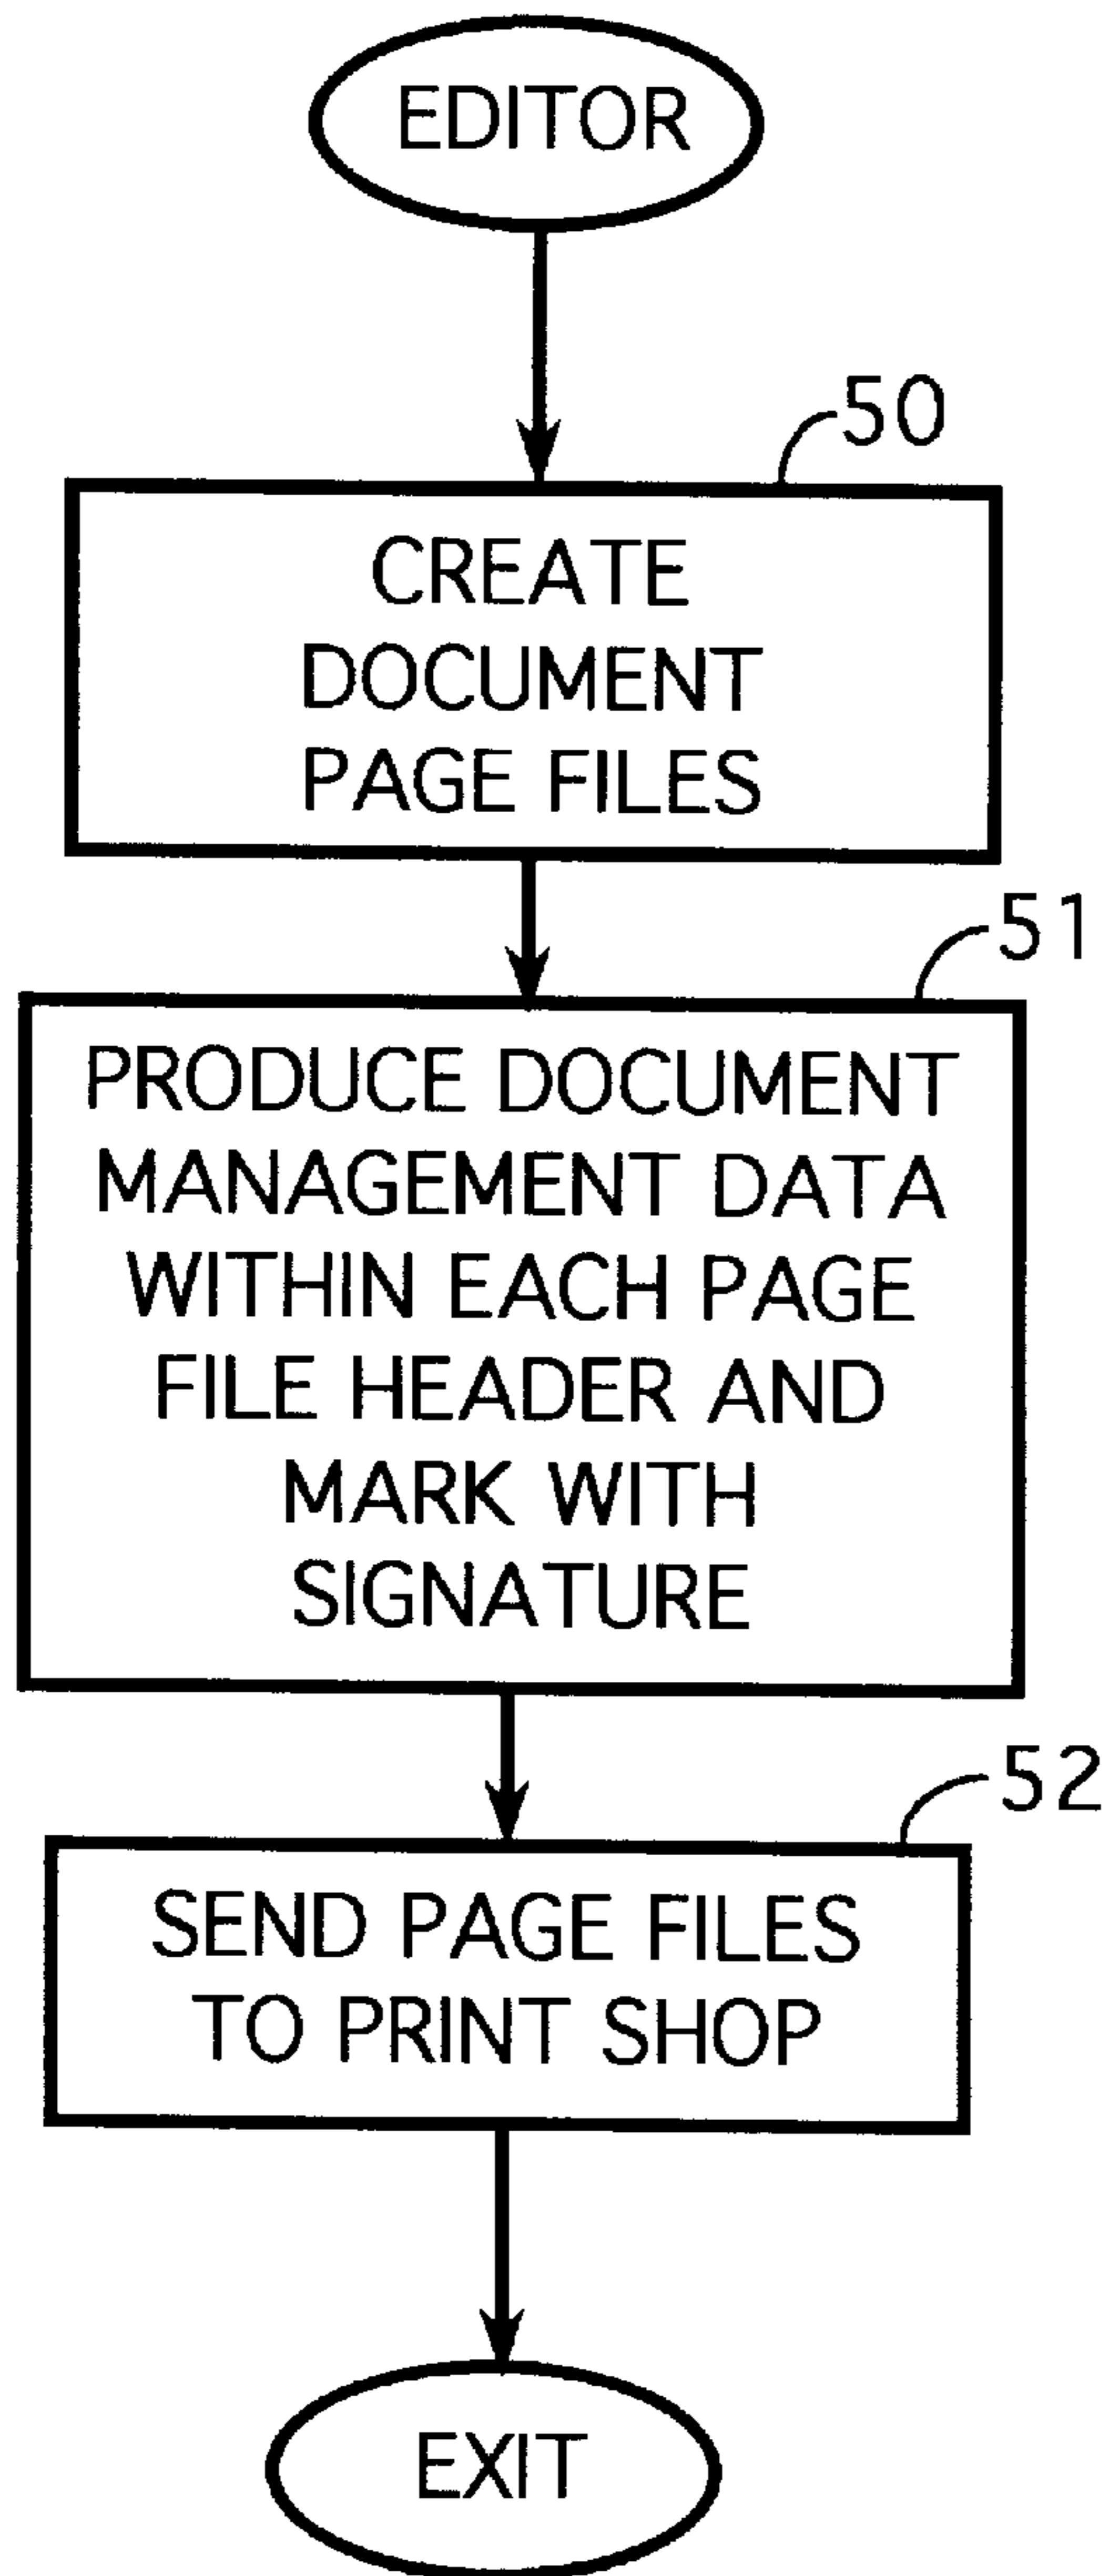 EDITOR
50
CREATE
DOCUMENT
PAGE FILES
51
PRODUCE DOCUMENT
MANAGEMENT DATA
WITHIN EACH PAGE
FILE HEADER AND
MARK WITH
SIGNATURE
52
SEND PAGE FILES
TO PRINT SHOP
EXIT